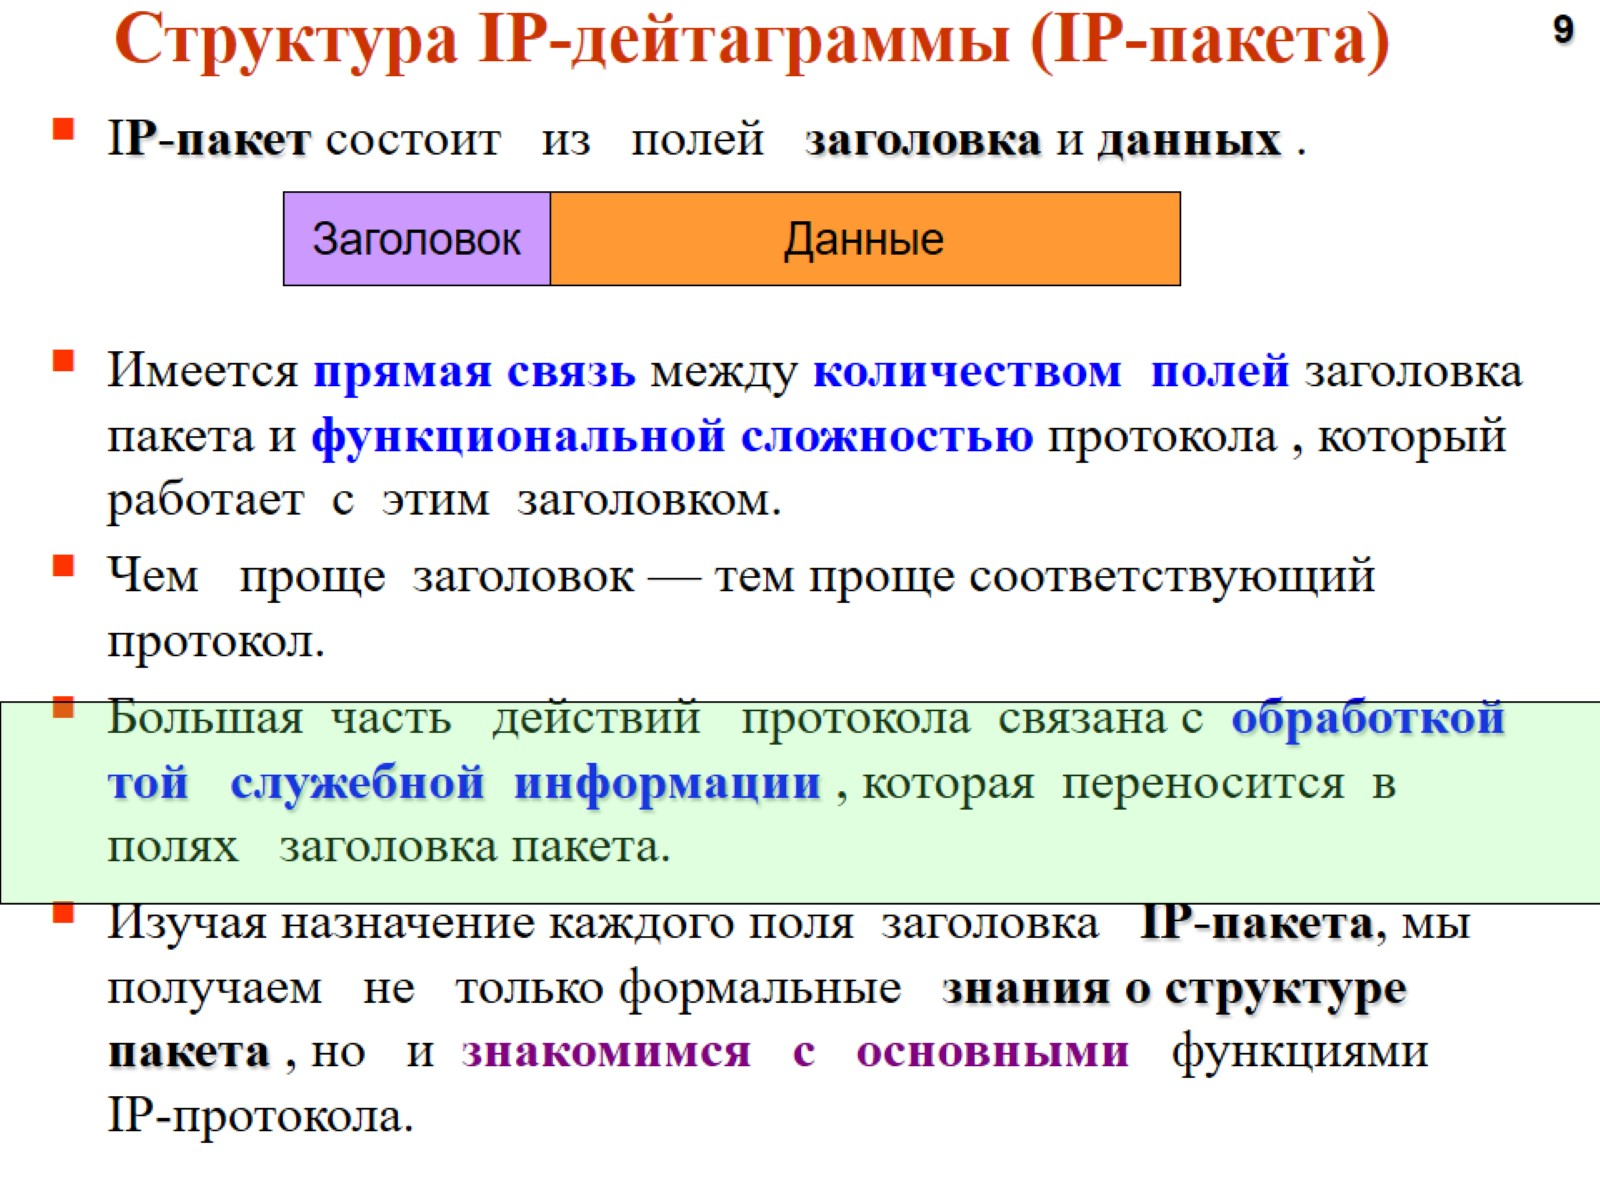 Структура IP-дейтаграммы (IP-пакета)
9
IP-пакет состоит из полей заголовка и данных .
Заголовок
Данные
Имеется прямая связь между количеством полей заголовка
пакета и функциональной сложностью протокола , который
работает с этим заголовком.
Чем проще заголовок — тем проще соответствующий
протокол.
Большая часть действий протокола связана с обработкой
той служебной информации , которая переносится в
полях заголовка пакета.
Изучая назначение каждого поля заголовка IP-пакета, мы
получаем не только формальные знания о структуре
пакета , но и знакомимся с основными функциями
IP-протокола.